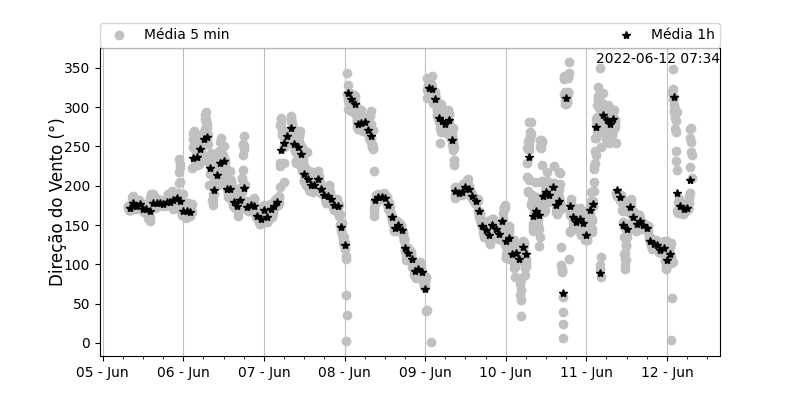 Média 5 min
Média 1h
2022-06-12 07:34
Direção do Vento (°)
350
300
250
200
150
100
50
0
05 - Jun
06 - Jun
07 - Jun
08 - Jun
09 - Jun
10 - Jun
11 - Jun
12 - Jun